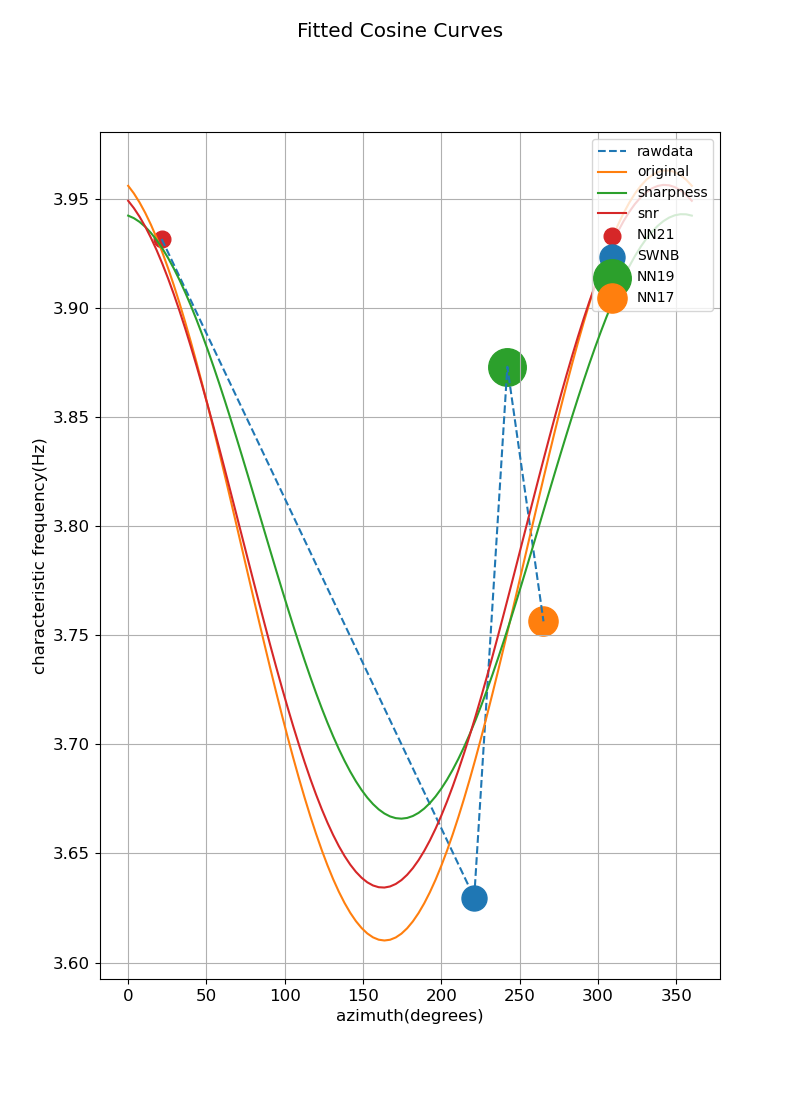 Fitted Cosine Curves
rawdata
original
sharpness
snr
NN21
SWNB
NN19
NN17
characteristic frequency(Hz)
3.95
3.90
3.85
3.80
3.75
3.70
3.65
3.60
0 50 100 150 200 250 300 350
azimuth(degrees)